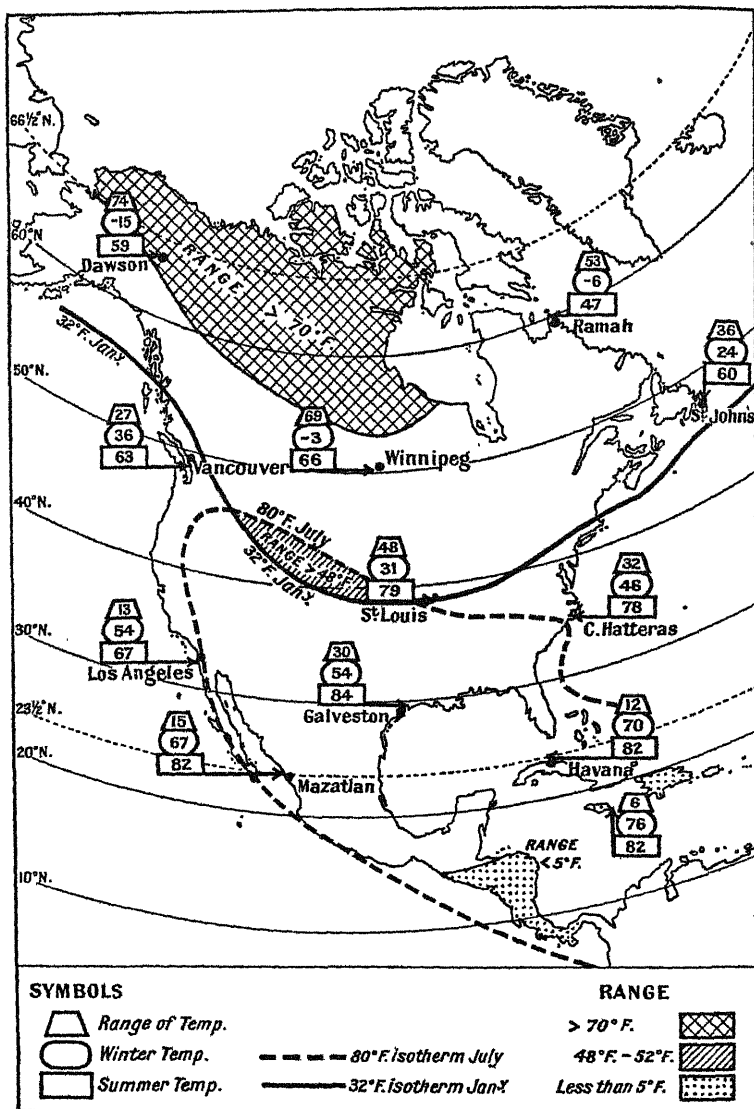 66½°N.
60°N
74
-15
59
Dawson
RANGE
> 70°F.
53
-6
47
Ramah
32°F. Janʸ.
36
24
60
St. Johns
50°N.
27
36
63
Vancouver
69
-3
66
Winnipeg
40°N.
80°F. July
RANGE > 48°F.
32°F. Janʸ.
48
31
79
St. Louis
32
46
78
C. Hatteras
30°N.
13
54
67
Los Angeles
30
54
84
Galveston
23½°N.
12
70
82
Havana
20°N.
15
67
82
Mazatlan
6
76
82
RANGE
< 5°F.
10°N.
SYMBOLS
Range of Temp.
Winter Temp.
Summer Temp.
80°F. isotherm July
32°F. isotherm Janʸ
RANGE
> 70°F.
48°F. – 52°F.
Less than 5°F.